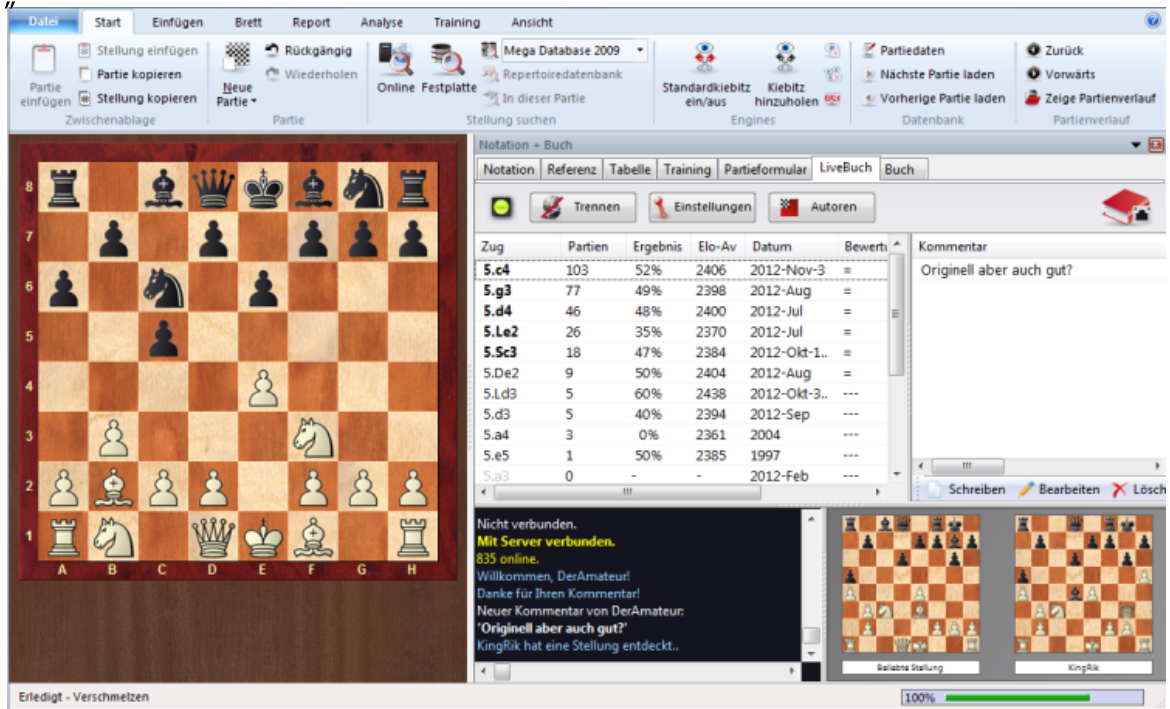 "
Datei Start Einfügen Brett Report Analyse Training Ansicht
Partie einfügen
Stellung einfügen
Partie kopieren
Stellung kopieren
Zwischenablage
Neue Partie
Rückgängig
Wiederholen
Partie
Online Festplatte
Mega Database 2009
Repertoiredatenbank
In dieser Partie
Stellung suchen
Standardkiebitz ein/aus
Kiebitz hinzuholen
UCI
Engines
Partiedaten
Nächste Partie laden
Vorherige Partie laden
Datenbank
Zurück
Vorwärts
Zeige Partienverlauf
Partienverlauf
Notation + Buch
Notation Referenz Tabelle Training Partieformular LiveBuch Buch
Trennen Einstellungen Autoren
Zug Partien Ergebnis Elo-Av Datum Bewertu
5.c4 103 52% 2406 2012-Nov-3 =
5.g3 77 49% 2398 2012-Aug =
5.d4 46 48% 2400 2012-Jul =
5.Le2 26 35% 2370 2012-Jul =
5.Sc3 18 47% 2384 2012-Okt-1.. =
5.De2 9 50% 2404 2012-Aug =
5.Ld3 5 60% 2438 2012-Okt-3.. ---
5.d3 5 40% 2394 2012-Sep ---
5.a4 3 0% 2361 2004 ---
5.e5 1 50% 2385 1997 ---
5.a3 0 - - 2012-Feb ---
Kommentar
Originell aber auch gut?
Schreiben Bearbeiten Lösch
8
7
6
5
4
3
2
1
A B C D E F G H
Nicht verbunden.
Mit Server verbunden.
835 online.
Willkommen, DerAmateur!
Danke für Ihren Kommentar!
Neuer Kommentar von DerAmateur:
'Originell aber auch gut?'
KingRik hat eine Stellung entdeckt..
Beliebte Stellung KingRik
Erledigt - Verschmelzen 100%